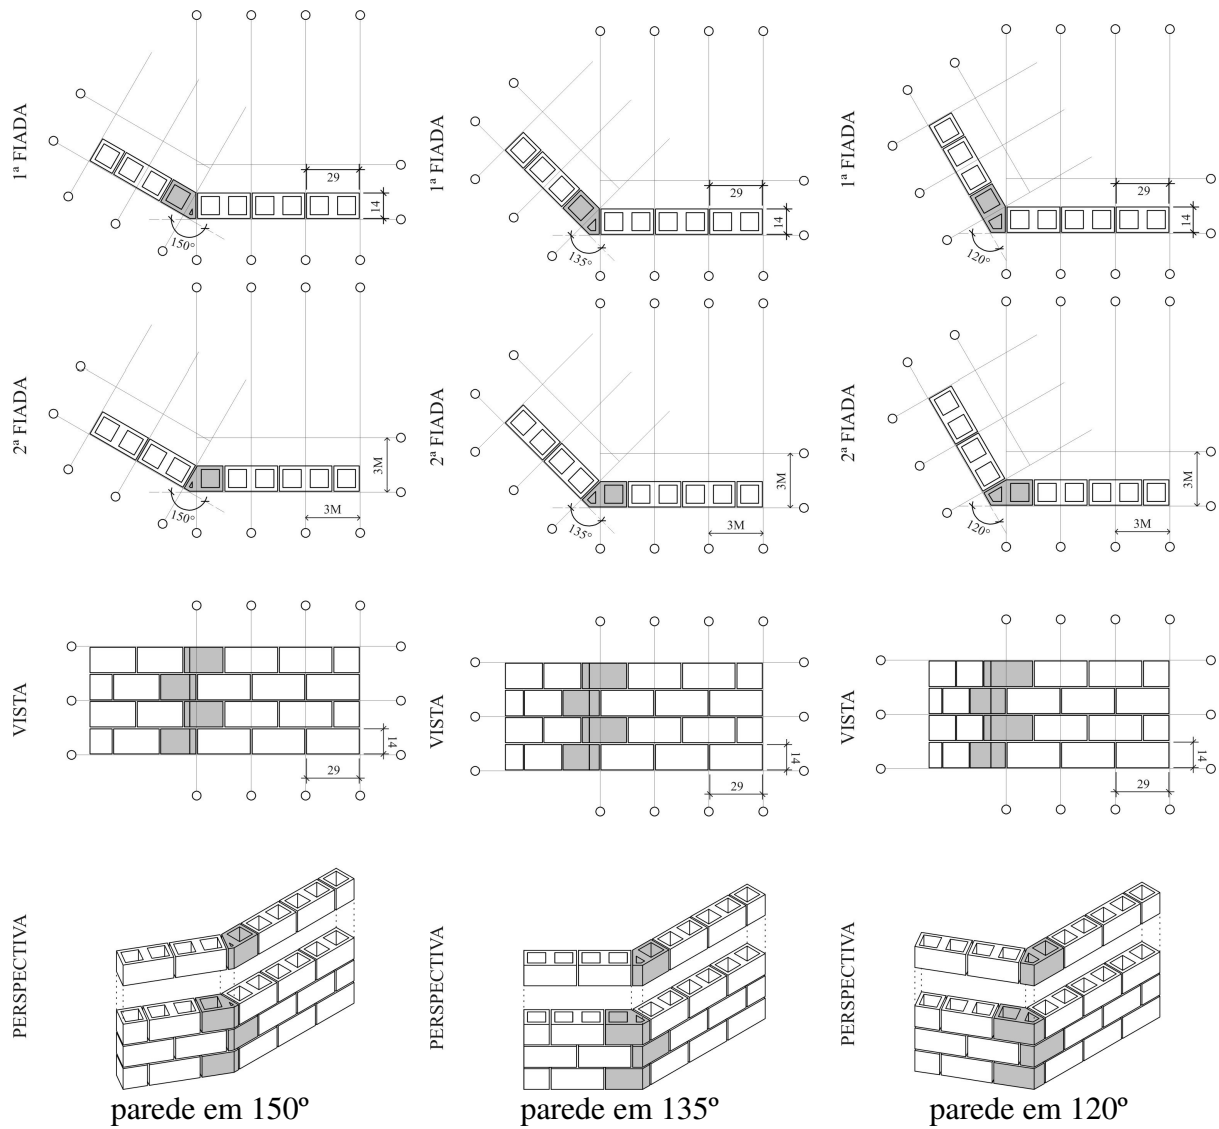 1ª FIADA
29
14
150°
1ª FIADA
29
14
135°
1ª FIADA
29
14
120°
2ª FIADA
3M
3M
150°
2ª FIADA
3M
3M
135°
2ª FIADA
3M
3M
120°
VISTA
14
29
VISTA
14
29
VISTA
14
29
PERSPECTIVA
PERSPECTIVA
PERSPECTIVA
parede em 150º
parede em 135º
parede em 120º